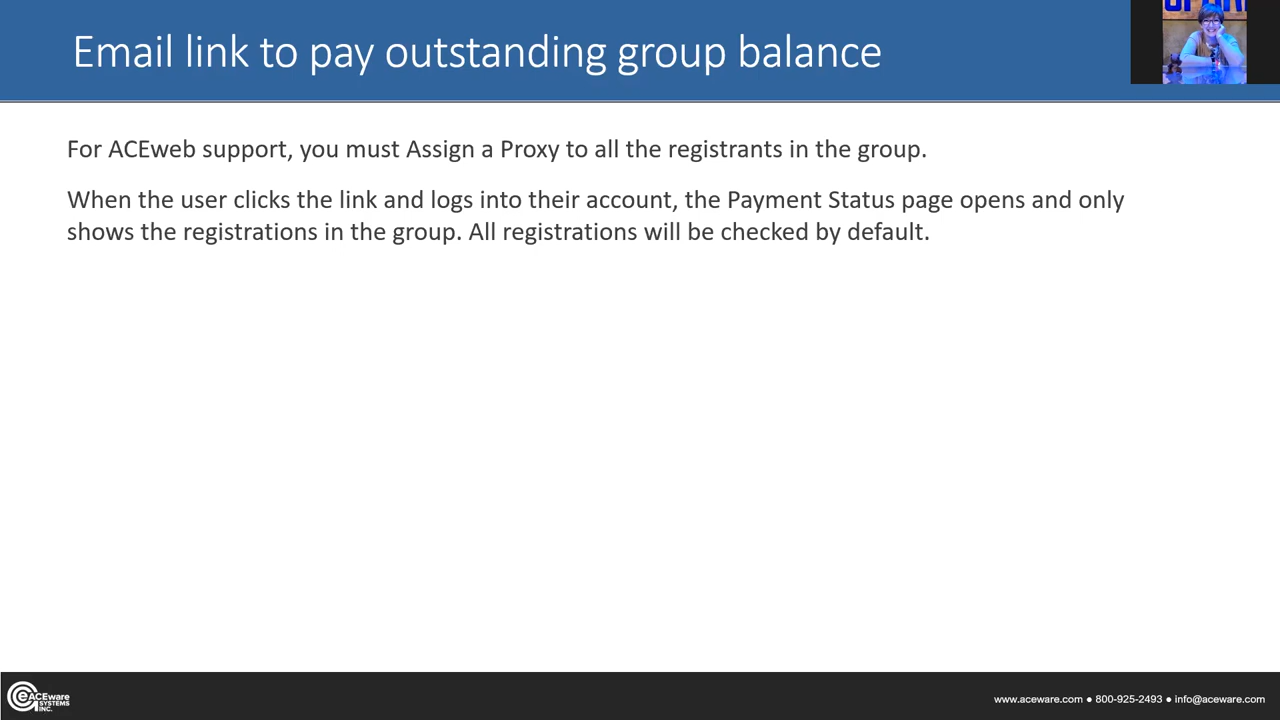 Email link to pay outstanding group balance
For ACEweb support, you must Assign a Proxy to all the registrants in the group.
When the user clicks the link and logs into their account, the Payment Status page opens and only
shows the registrations in the group. All registrations will be checked by default.
ACEware
SYSTEMS
INC.
www.aceware.com ● 800-925-2493 ● info@aceware.com